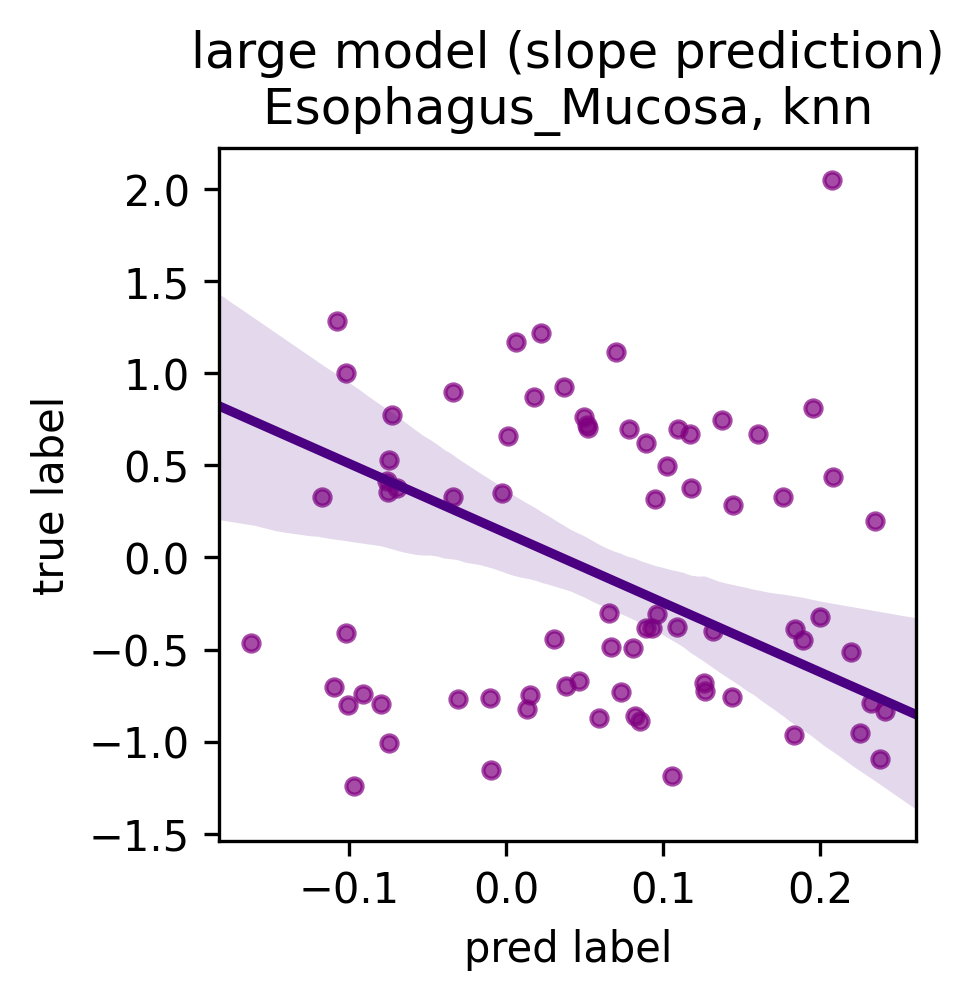 large model (slope prediction)
Esophagus_Mucosa, knn
2.0
1.5
1.0
0.5
0.0
−0.5
−1.0
−1.5
true label
−0.1 0.0 0.1 0.2
pred label